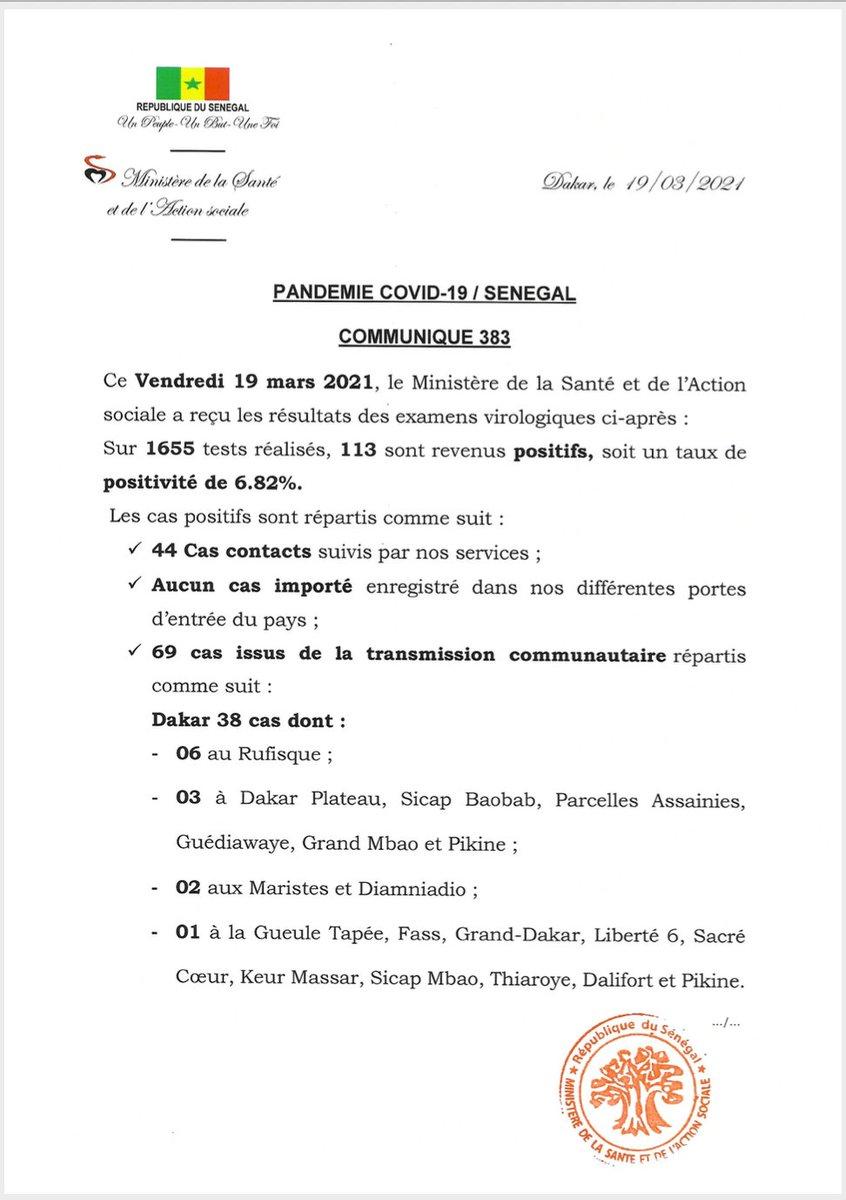 REPUBLIQUE DU SENEGAL
Un Peuple - Un But - Une Foi
Ministère de la Santé
et de l'Action sociale
Dakar, le 19/03/2021
PANDEMIE COVID-19 / SENEGAL
COMMUNIQUE 383
Ce Vendredi 19 mars 2021, le Ministère de la Santé et de l'Action
sociale a reçu les résultats des examens virologiques ci-après :
Sur 1655 tests réalisés, 113 sont revenus positifs, soit un taux de
positivité de 6.82%.
Les cas positifs sont répartis comme suit :
✓ 44 Cas contacts suivis par nos services ;
✓ Aucun cas importé enregistré dans nos différentes portes
d'entrée du pays ;
✓ 69 cas issus de la transmission communautaire répartis
comme suit :
Dakar 38 cas dont :
- 06 au Rufisque ;
- 03 à Dakar Plateau, Sicap Baobab, Parcelles Assainies,
Guédiawaye, Grand Mbao et Pikine ;
- 02 aux Maristes et Diamniadio ;
- 01 à la Gueule Tapée, Fass, Grand-Dakar, Liberté 6, Sacré
Cœur, Keur Massar, Sicap Mbao, Thiaroye, Dalifort et Pikine.
.../...
République du Sénégal
MINISTERE DE LA SANTE ET DE L'ACTION SOCIALE